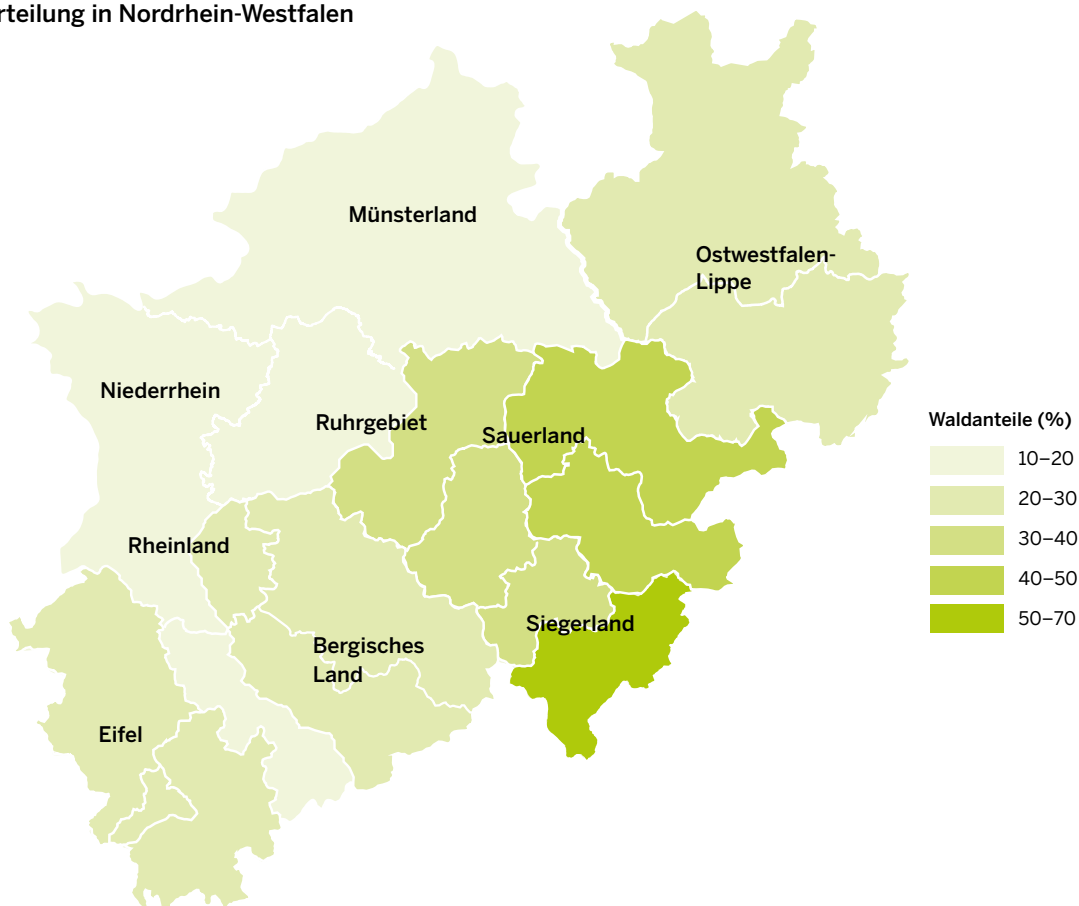 rteilung in Nordrhein-Westfalen
Münsterland
Ostwestfalen-
Lippe
Niederrhein
Ruhrgebiet
Sauerland
Rheinland
Siegerland
Bergisches
Land
Eifel
Waldanteile (%)
10–20
20–30
30–40
40–50
50–70